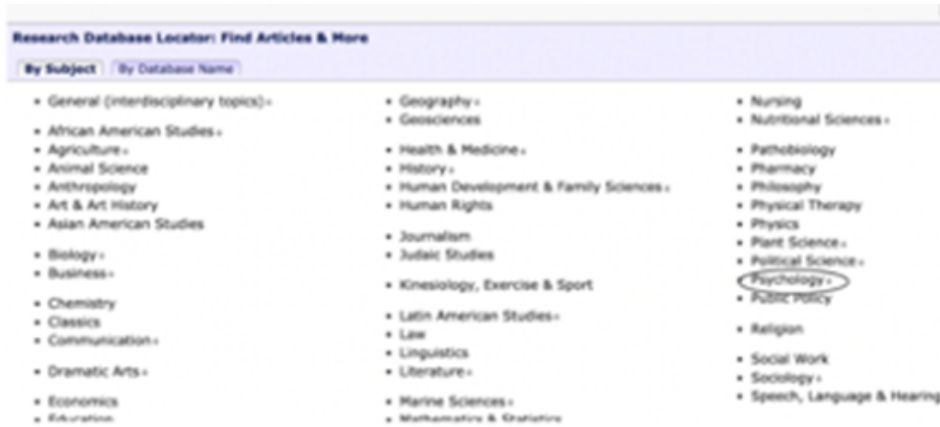 Research Database Locator: Find Articles & More
By Subject By Database Name
General (interdisciplinary topics)
African American Studies
Agriculture
Animal Science
Anthropology
Art & Art History
Asian American Studies
Biology
Business
Chemistry
Classics
Communication
Dramatic Arts
Economics
Education
Geography
Geosciences
Health & Medicine
History
Human Development & Family Sciences
Human Rights
Journalism
Judaic Studies
Kinesiology, Exercise & Sport
Latin American Studies
Law
Linguistics
Literature
Marine Sciences
Mathematics & Statistics
Nursing
Nutritional Sciences
Pathobiology
Pharmacy
Philosophy
Physical Therapy
Physics
Plant Science
Political Science
Psychology
Public Policy
Religion
Social Work
Sociology
Speech, Language & Hearing